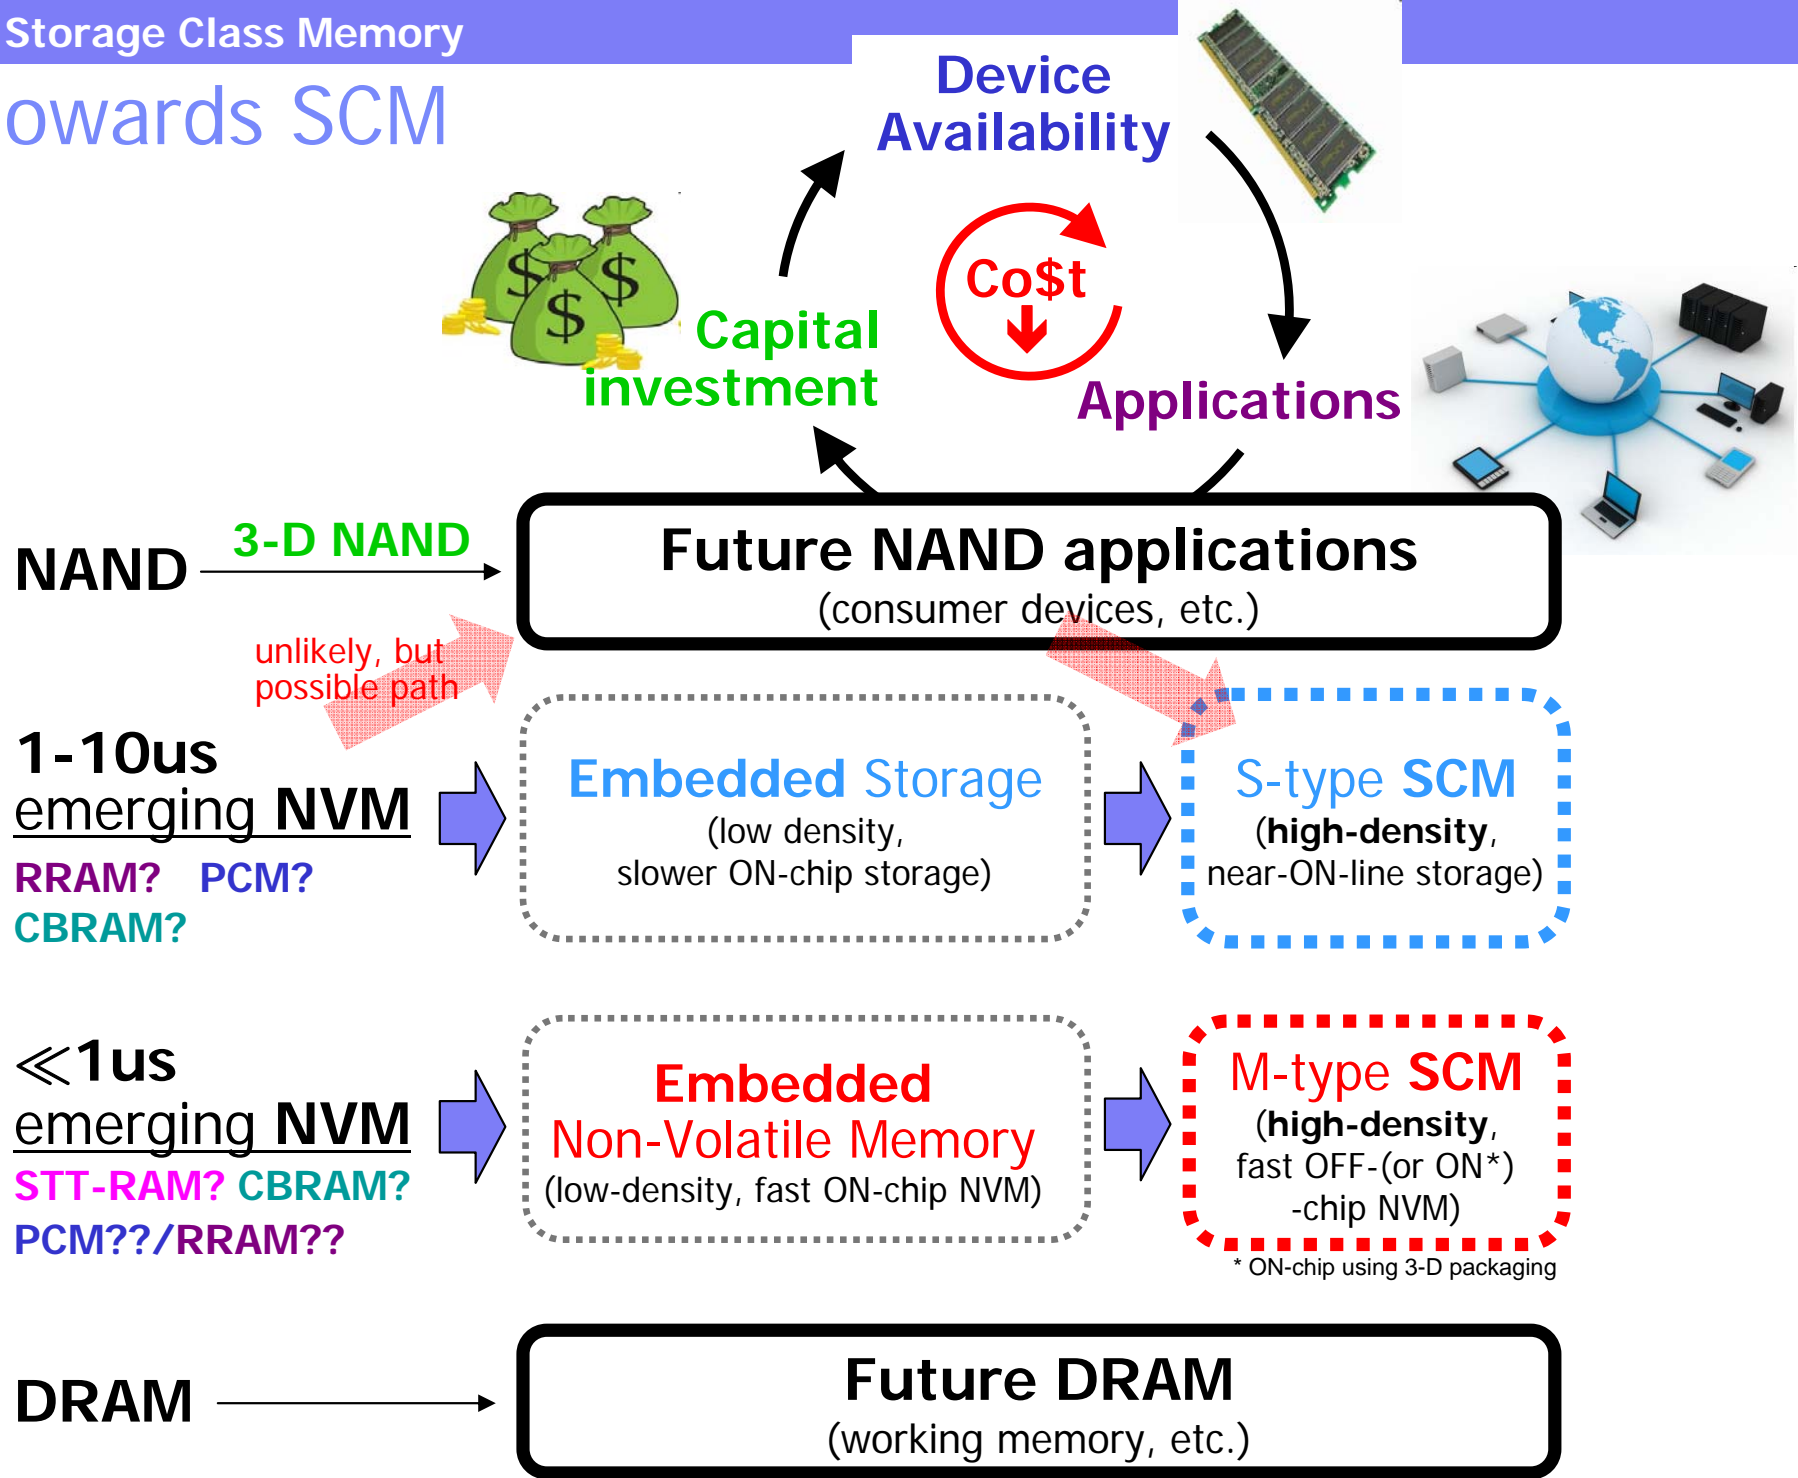 Storage Class Memory
owards SCM
Device
Availability
Co$t
Capital
investment
$
$
$
Applications
NAND
3-D NAND
Future NAND applications
(consumer devices, etc.)
unlikely, but
possible path
1-10us
emerging NVM
RRAM? PCM?
CBRAM?
Embedded Storage
(low density,
slower ON-chip storage)
S-type SCM
(high-density,
near-ON-line storage)
≪1us
emerging NVM
STT-RAM? CBRAM?
PCM??/RRAM??
Embedded
Non-Volatile Memory
(low-density, fast ON-chip NVM)
M-type SCM
(high-density,
fast OFF-(or ON*)
-chip NVM)
* ON-chip using 3-D packaging
DRAM
Future DRAM
(working memory, etc.)